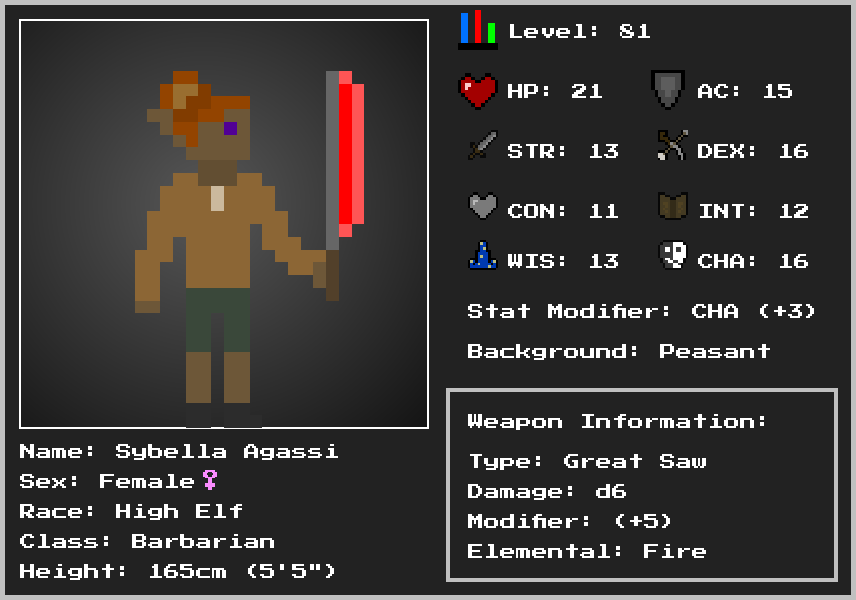 Level: 81
HP: 21 AC: 15
STR: 13 DEX: 16
CON: 11 INT: 12
WIS: 13 CHA: 16
Stat Modifier: CHA (+3)
Background: Peasant
Weapon Information:
Type: Great Saw
Damage: d6
Modifier: (+5)
Elemental: Fire
Name: Sybella Agassi
Sex: Female♀
Race: High Elf
Class: Barbarian
Height: 165cm (5'5")